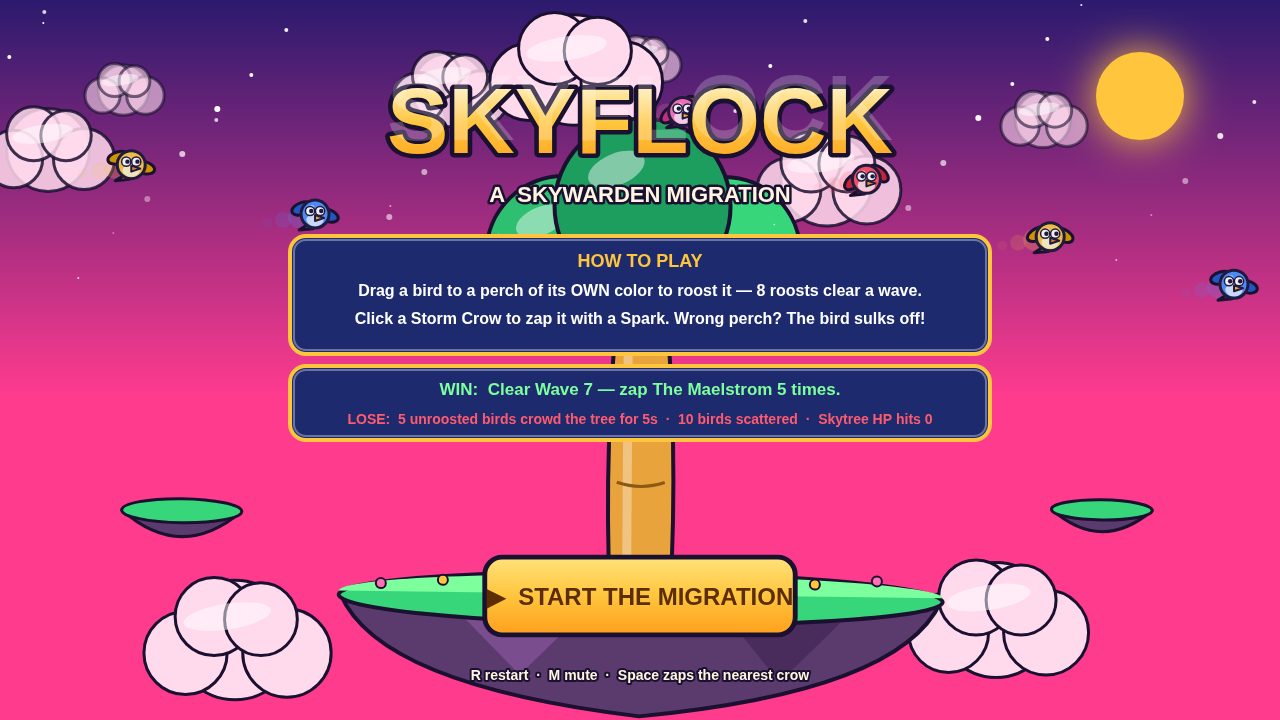 SKYFLOCK
A SKYWARDEN MIGRATION
HOW TO PLAY
Drag a bird to a perch of its OWN color to roost it — 8 roosts clear a wave.
Click a Storm Crow to zap it with a Spark. Wrong perch? The bird sulks off!
WIN: Clear Wave 7 — zap The Maelstrom 5 times.
LOSE: 5 unroosted birds crowd the tree for 5s · 10 birds scattered · Skytree HP hits 0
▶ START THE MIGRATION
R restart · M mute · Space zaps the nearest crow